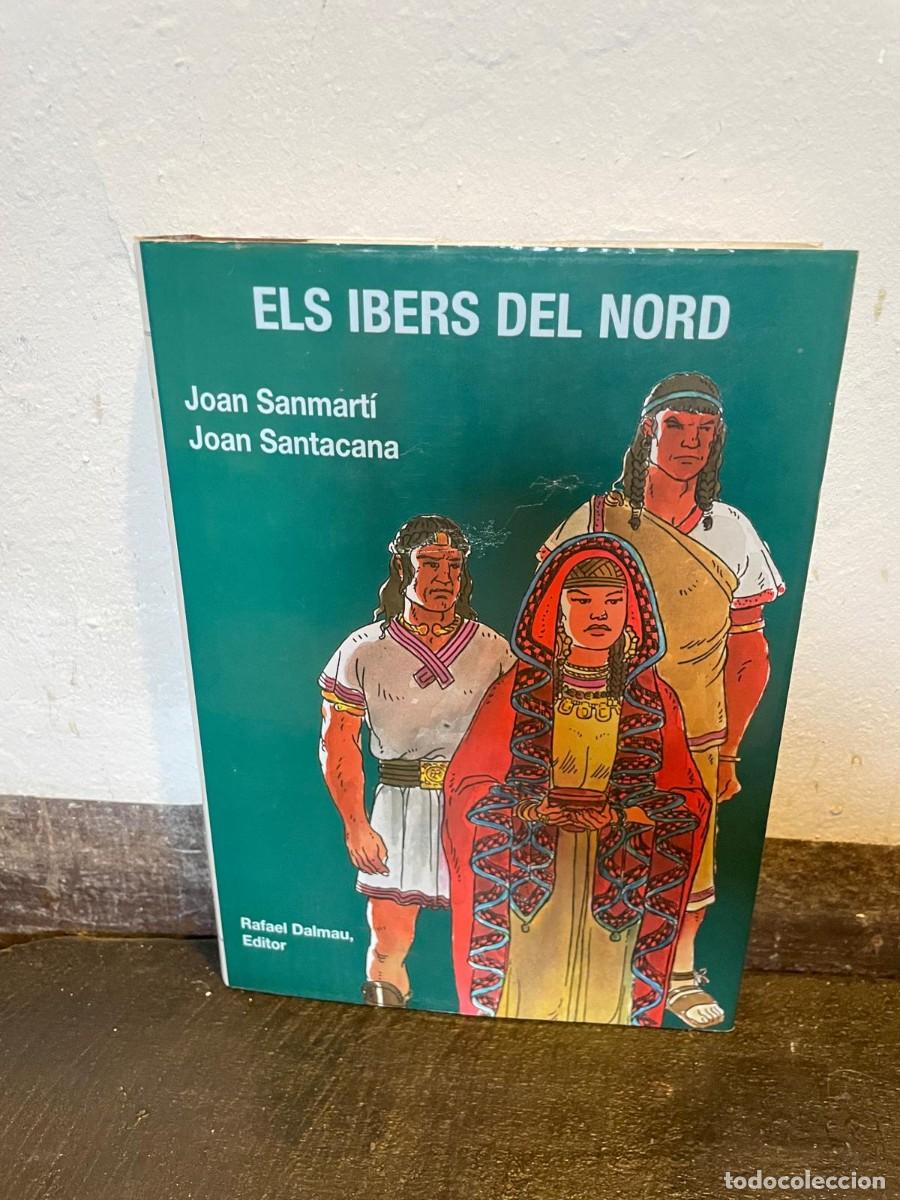 ELS IBERS DEL NORD
Joan Sanmartí
Joan Santacana
Rafael Dalmau,
Editor
todocoleccion